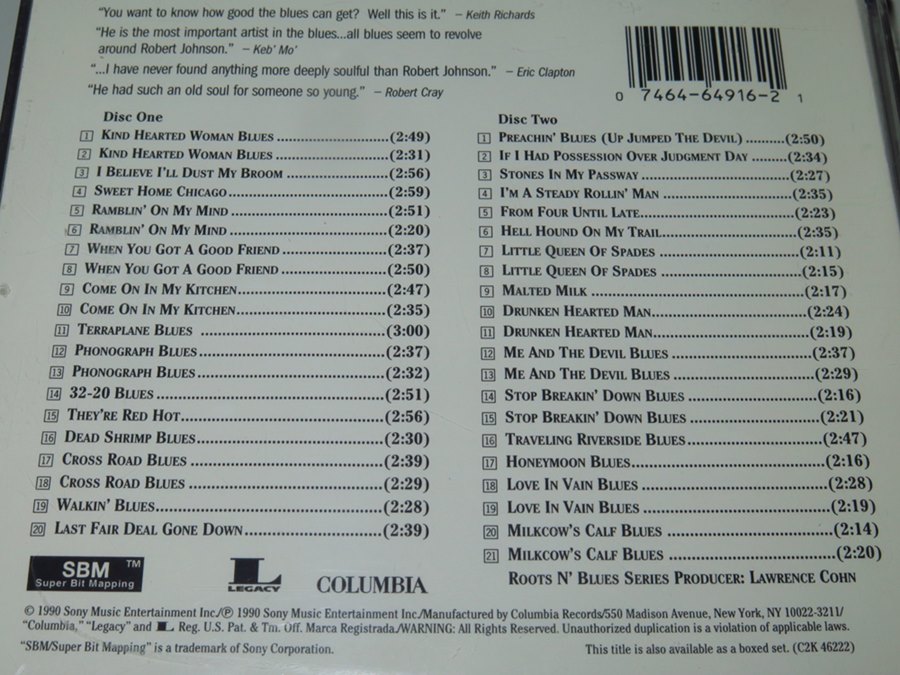 “You want to know how good the blues can get? Well this is it.” – Keith Richards
“He is the most important artist in the blues...all blues seem to revolve
around Robert Johnson.” – Keb' Mo'
“...I have never found anything more deeply soulful than Robert Johnson.” – Eric Clapton
“He had such an old soul for someone so young.” – Robert Cray
0 7464-64916-2 1
Disc One
1 Kind Hearted Woman Blues (2:49)
2 Kind Hearted Woman Blues (2:31)
3 I Believe I'll Dust My Broom (2:56)
4 Sweet Home Chicago (2:59)
5 Ramblin' On My Mind (2:51)
6 Ramblin' On My Mind (2:20)
7 When You Got A Good Friend (2:37)
8 When You Got A Good Friend (2:50)
9 Come On In My Kitchen (2:47)
10 Come On In My Kitchen (2:35)
11 Terraplane Blues (3:00)
12 Phonograph Blues (2:37)
13 Phonograph Blues (2:32)
14 32-20 Blues (2:51)
15 They're Red Hot (2:56)
16 Dead Shrimp Blues (2:30)
17 Cross Road Blues (2:39)
18 Cross Road Blues (2:29)
19 Walkin' Blues (2:28)
20 Last Fair Deal Gone Down (2:39)
Disc Two
1 Preachin' Blues (Up Jumped The Devil) (2:50)
2 If I Had Possession Over Judgment Day (2:34)
3 Stones In My Passway (2:27)
4 I'm A Steady Rollin' Man (2:35)
5 From Four Until Late (2:23)
6 Hell Hound On My Trail (2:35)
7 Little Queen Of Spades (2:11)
8 Little Queen Of Spades (2:15)
9 Malted Milk (2:17)
10 Drunken Hearted Man (2:24)
11 Drunken Hearted Man (2:19)
12 Me And The Devil Blues (2:37)
13 Me And The Devil Blues (2:29)
14 Stop Breakin' Down Blues (2:16)
15 Stop Breakin' Down Blues (2:21)
16 Traveling Riverside Blues (2:47)
17 Honeymoon Blues (2:16)
18 Love In Vain Blues (2:28)
19 Love In Vain Blues (2:19)
20 Milkcow's Calf Blues (2:14)
21 Milkcow's Calf Blues (2:20)
Roots N' Blues Series Producer: Lawrence Cohn
SBM™
Super Bit Mapping
L
LEGACY
COLUMBIA
© 1990 Sony Music Entertainment Inc./℗ 1990 Sony Music Entertainment Inc./Manufactured by Columbia Records/550 Madison Avenue, New York, NY 10022-3211/
“Columbia,” “Legacy” and L Reg. U.S. Pat. & Tm. Off. Marca Registrada./WARNING: All Rights Reserved. Unauthorized duplication is a violation of applicable laws.
“SBM/Super Bit Mapping” is a trademark of Sony Corporation.
This title is also available as a boxed set. (C2K 46222)